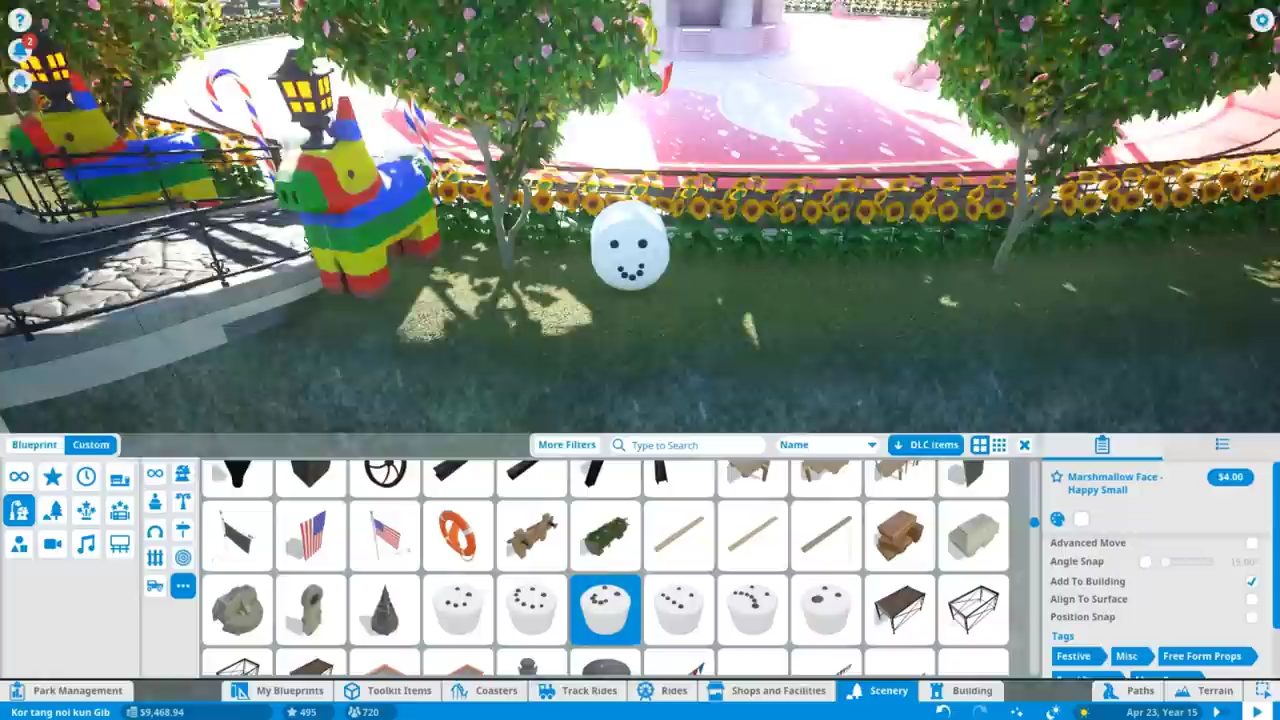 ?
2
Blueprint
Custom
More Filters
Type to Search
Name
DLC Items
Marshmallow Face -
Happy Small
$4.00
Advanced Move
Angle Snap
15.00°
Add To Building
Align To Surface
Position Snap
Tags
Festive
Misc
Free Form Props
Park Management
My Blueprints
Toolkit Items
Coasters
Track Rides
Rides
Shops and Facilities
Scenery
Building
Paths
Terrain
Kor tang noi kun Gib
$9,468.94
495
720
Apr 23, Year 15